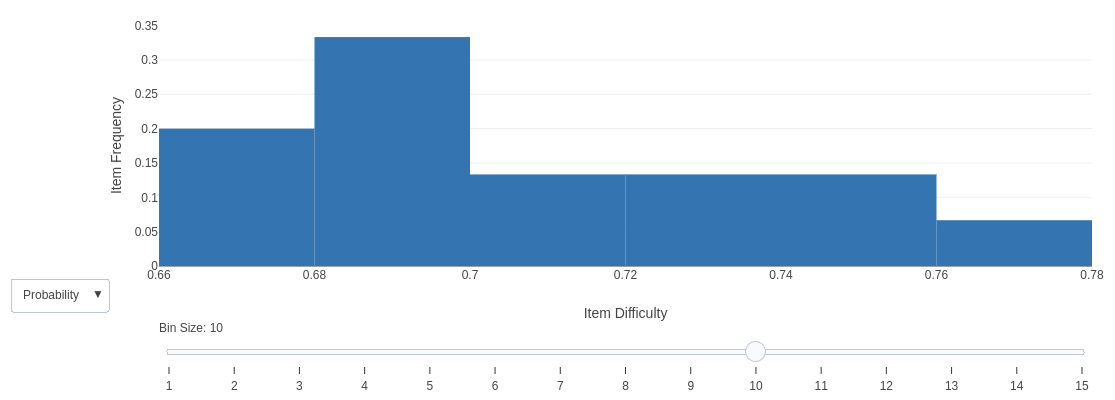 0.35
0.3
0.25
0.2
0.15
0.1
0.05
0
Item Frequency
0.66 0.68 0.7 0.72 0.74 0.76 0.78
Probability ▼
Item Difficulty
Bin Size: 10
1 2 3 4 5 6 7 8 9 10 11 12 13 14 15